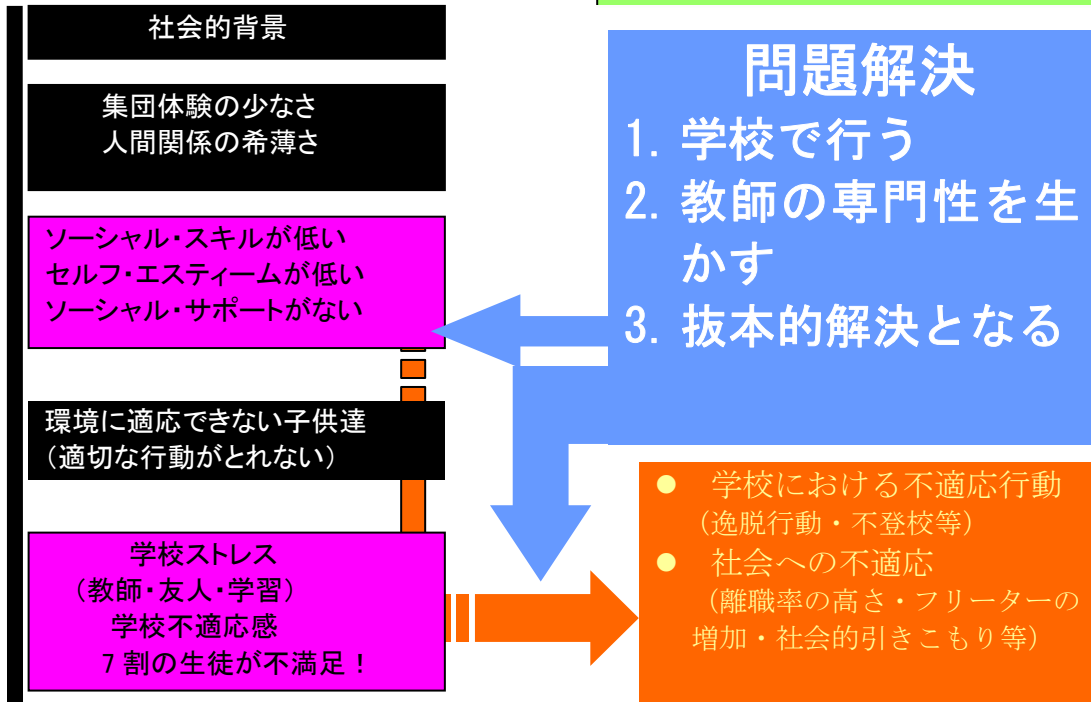 社会的背景
集団体験の少なさ
人間関係の希薄さ
ソーシャル・スキルが低い
セルフ・エスティームが低い
ソーシャル・サポートがない
環境に適応できない子供達
(適切な行動がとれない)
学校ストレス
(教師・友人・学習)
学校不適応感
7割の生徒が不満足!
問題解決
1. 学校で行う
2. 教師の専門性を生
かす
3. 抜本的解決となる
● 学校における不適応行動
(逸脱行動・不登校等)
● 社会への不適応
(離職率の高さ・フリーターの
増加・社会的引きこもり等)